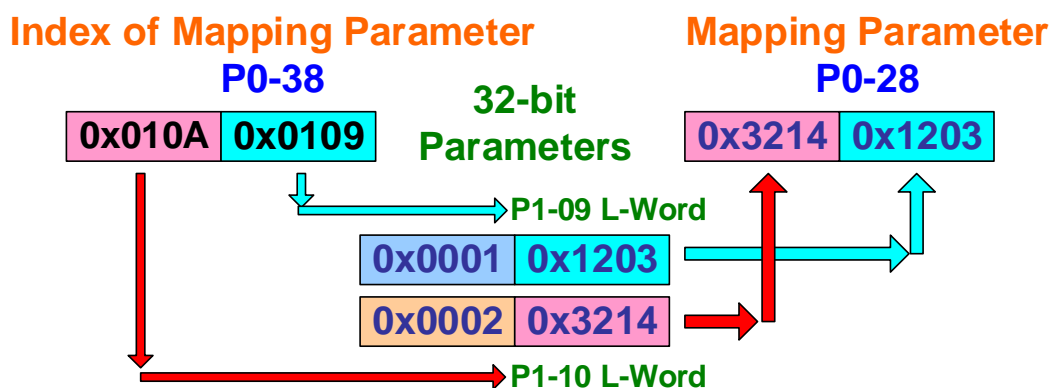 Index of Mapping Parameter
Mapping Parameter
P0-38
P0-28
32-bit
Parameters
0x010A 0x0109
0x3214 0x1203
P1-09 L-Word
0x0001 0x1203
0x0002 0x3214
P1-10 L-Word